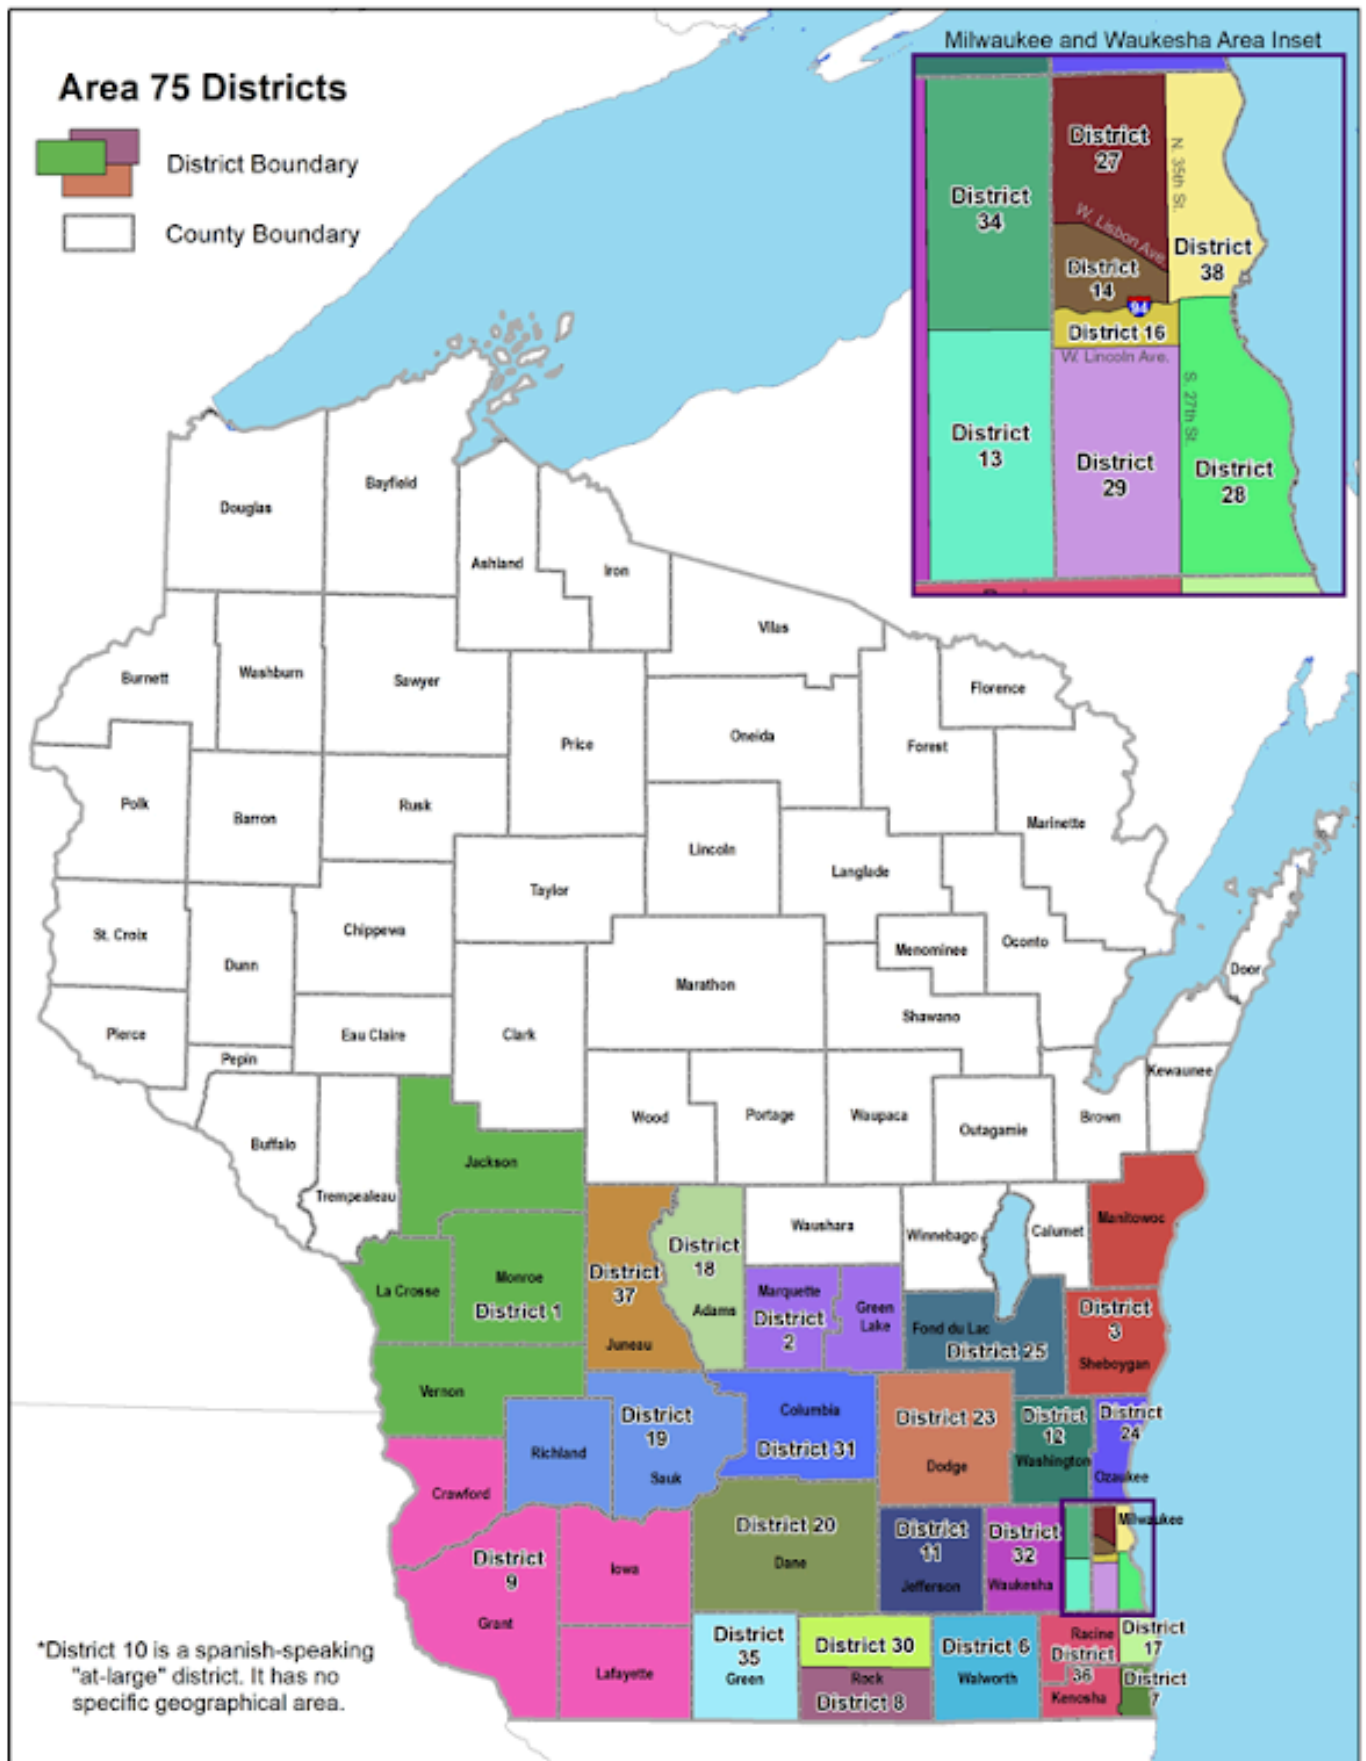 Milwaukee and Waukesha Area Inset
Area 75 Districts
District Boundary
County Boundary
District
27
N. 35th St.
District
34
W. Lisbon Ave.
District
38
District
14
94
District 16
W. Lincoln Ave.
S. 27th St.
District
13
District
29
District
28
Bayfield
Douglas
Ashland
Iron
Vilas
Burnett
Washburn
Sawyer
Florence
Price
Oneida
Forest
Polk
Barron
Rusk
Marinette
Lincoln
Langlade
Taylor
St. Croix
Chippewa
Dunn
Menominee
Oconto
Door
Marathon
Shawano
Pierce
Eau Claire
Clark
Pepin
Kewaunee
Buffalo
Wood
Portage
Waupaca
Outagamie
Brown
Jackson
Trempealeau
Waushara
Winnebago
Calumet
Manitowoc
La Crosse
Monroe
District 1
District
37
Juneau
District
18
Adams
Marquette
District
2
Green
Lake
Fond du Lac
District 25
District
3
Sheboygan
Vernon
Richland
District
19
Sauk
Columbia
District 31
District 23
Dodge
District
12
Washington
District
24
Ozaukee
Crawford
District
9
Grant
Iowa
Lafayette
District 20
Dane
District
11
Jefferson
District
32
Waukesha
Milwaukee
District
35
Green
District 30
Rock
District 8
District 6
Walworth
Racine
District
36
Kenosha
District
17
District
7
*District 10 is a spanish-speaking
"at-large" district. It has no
specific geographical area.